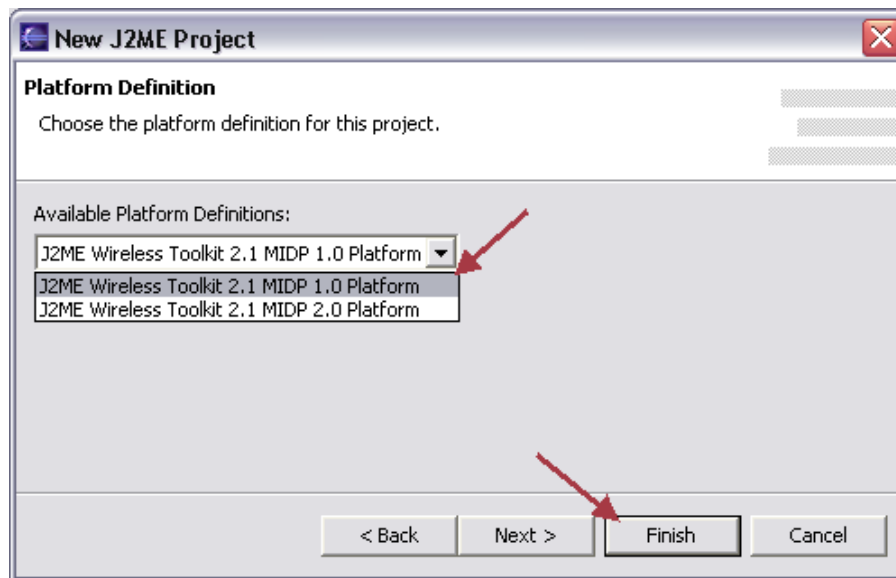 New J2ME Project
Platform Definition
Choose the platform definition for this project.
Available Platform Definitions:
J2ME Wireless Toolkit 2.1 MIDP 1.0 Platform
J2ME Wireless Toolkit 2.1 MIDP 1.0 Platform
J2ME Wireless Toolkit 2.1 MIDP 2.0 Platform
< Back Next > Finish Cancel